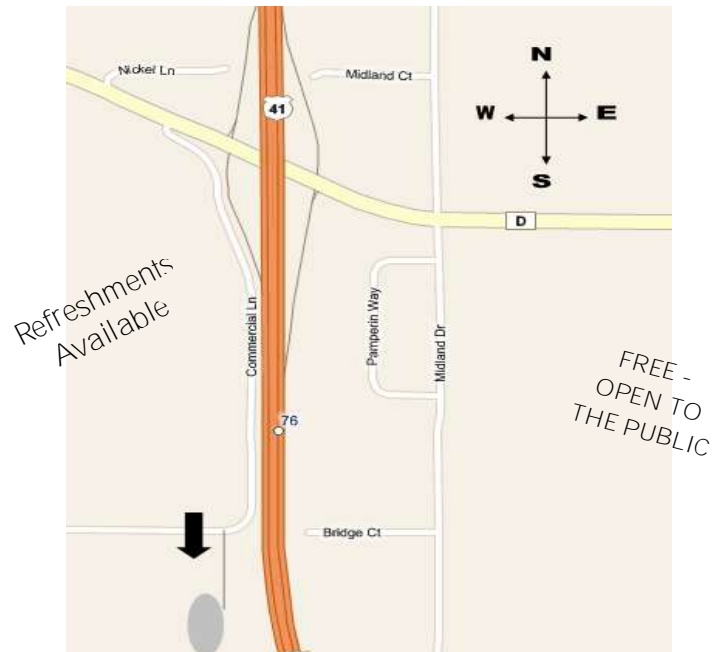 N
Nickel Ln
Midland Ct
41
W
E
S
D
Refreshments
Available
Commercial Ln
Pamperin Way
Midland Dr
FREE -
OPEN TO
THE PUBLIC
76
Bridge Ct